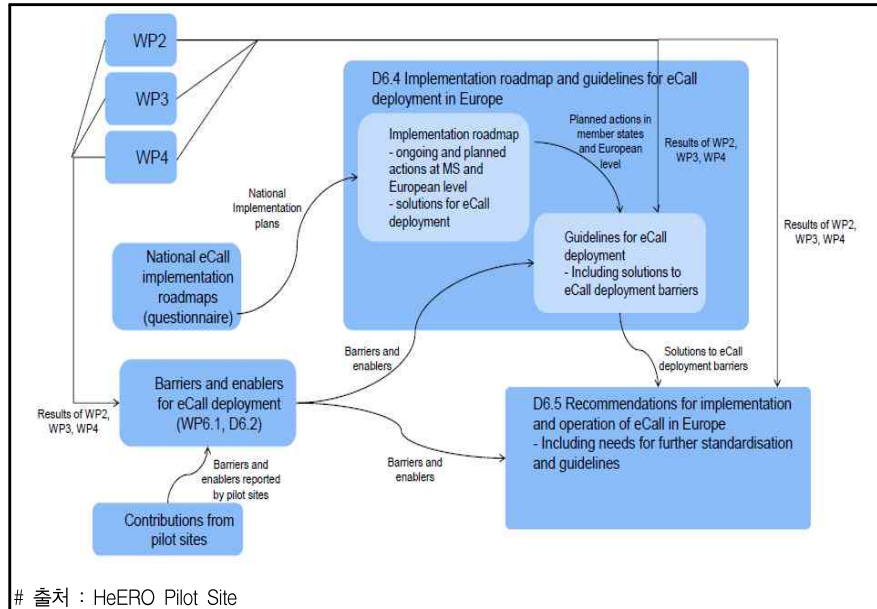 WP2
WP3
WP4
D6.4 Implementation roadmap and guidelines for eCall
deployment in Europe
Implementation roadmap
- ongoing and planned
actions at MS and
European level
- solutions for eCall
deployment
Planned actions in
member states
and European
level
Results of WP2,
WP3, WP4
National
Implementation
plans
Guidelines for eCall
deployment
- Including solutions to
eCall deployment barriers
Results of WP2,
WP3, WP4
National eCall
implementation
roadmaps
(questionnaire)
Barriers and
enablers
Solutions to eCall
deployment barriers
Results of WP2,
WP3, WP4
Barriers and enablers
for eCall deployment
(WP6.1, D6.2)
D6.5 Recommendations for implementation
and operation of eCall in Europe
- Including needs for further standardisation
and guidelines
Barriers and
enablers
Barriers and
enablers reported
by pilot sites
Contributions from
pilot sites
# 출처 : HeERO Pilot Site